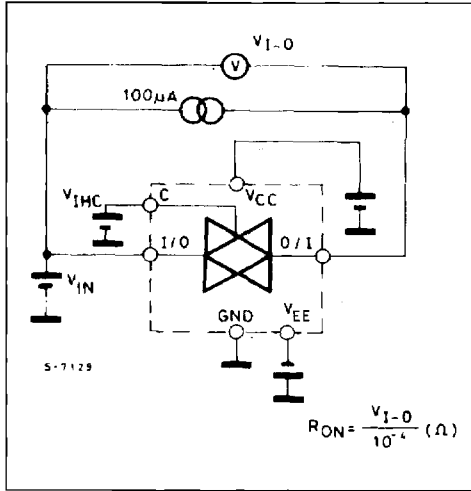 V I-O
V
100µA
V IHC
C
V CC
I/O
O/I
V IN
GND
V EE
S-7129
R ON = V I-O / 10⁻⁴ (Ω)